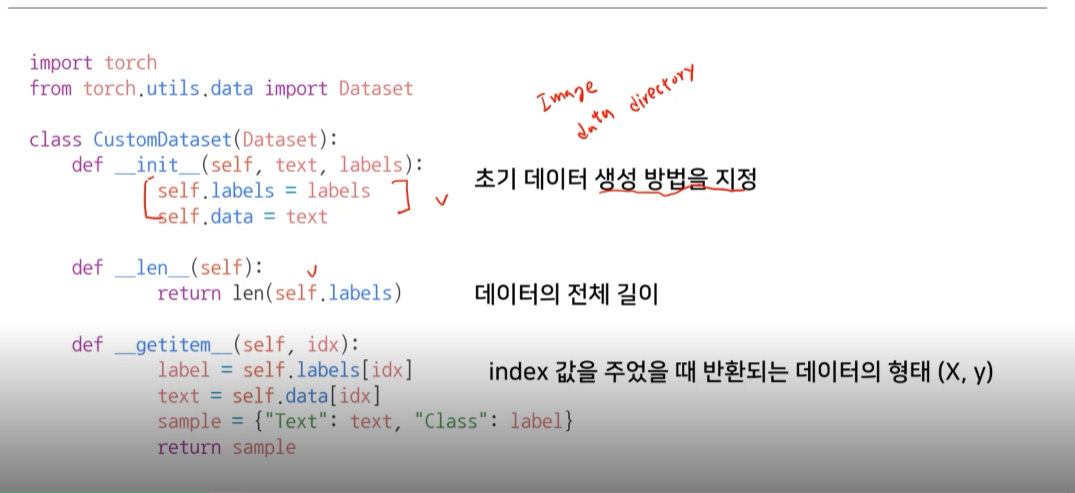 import torch
from torch.utils.data import Dataset
Image
data directory
class CustomDataset(Dataset):
def __init__(self, text, labels):
초기 데이터 생성 방법을 지정
self.labels = labels
self.data = text
def __len__(self):
return len(self.labels)
데이터의 전체 길이
def __getitem__(self, idx):
index 값을 주었을 때 반환되는 데이터의 형태 (X, y)
label = self.labels[idx]
text = self.data[idx]
sample = {"Text": text, "Class": label}
return sample